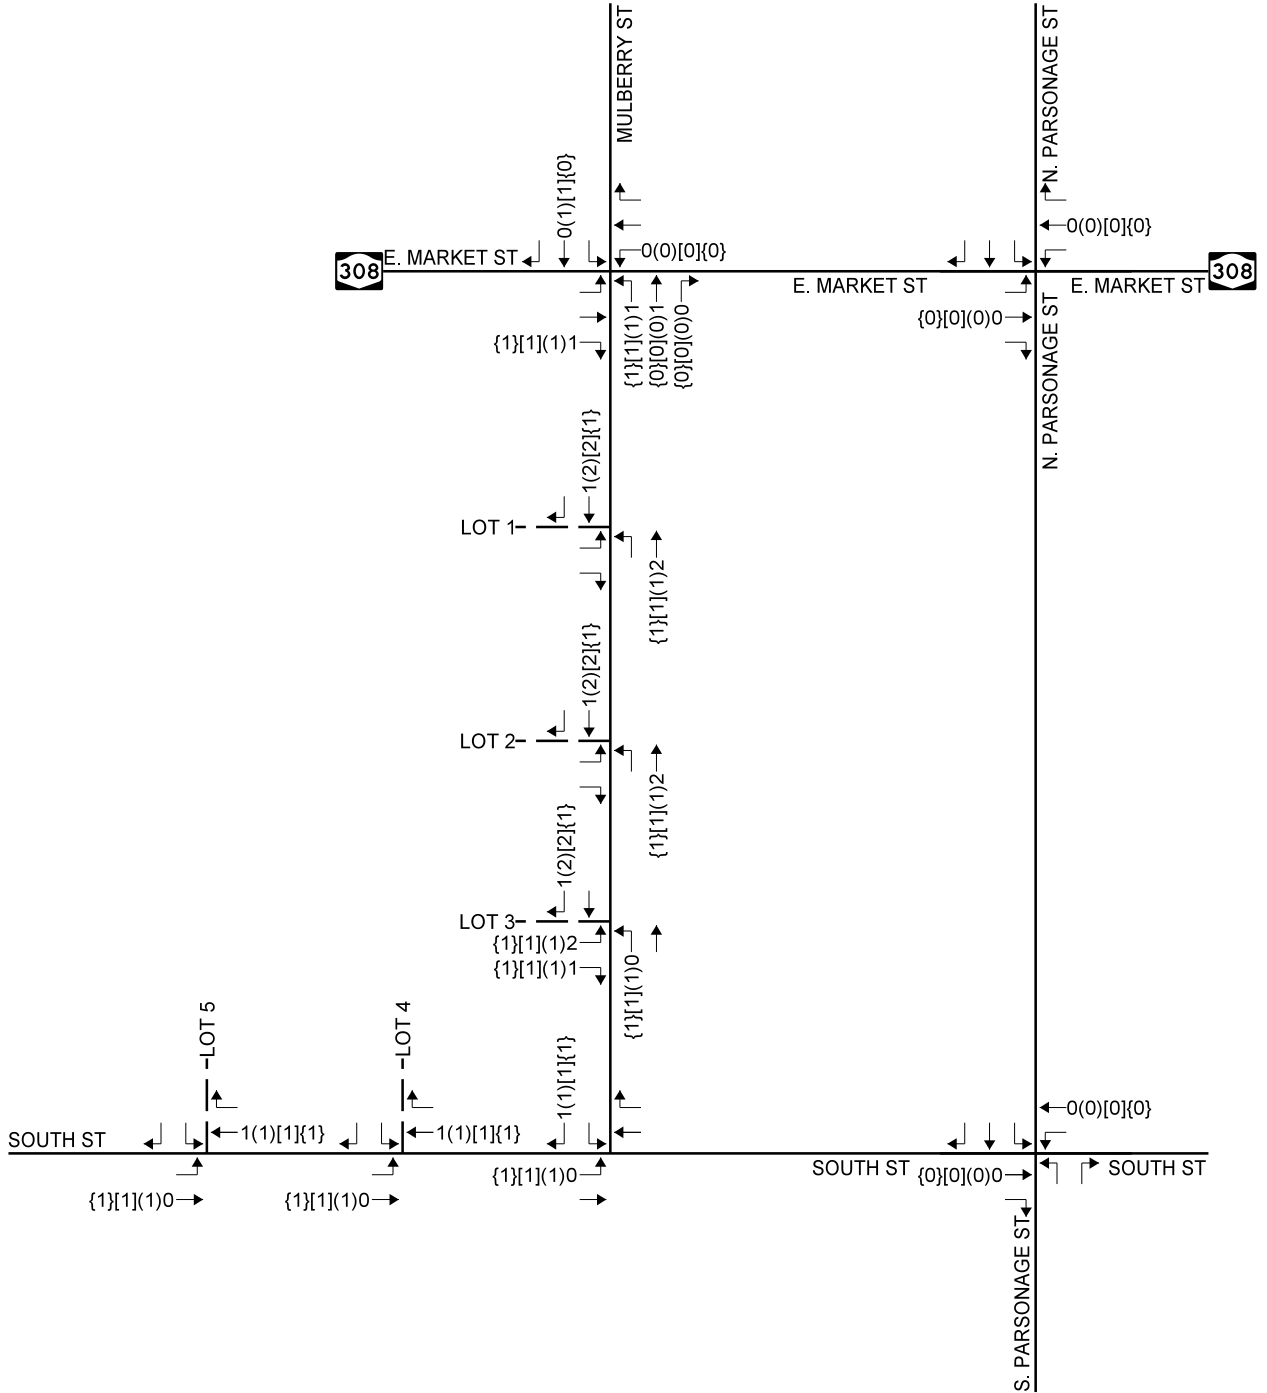 MULBERRY ST
N. PARSONAGE ST
0(1)[1]{0}
0(0)[0]{0}
308
E. MARKET ST
0(0)[0]{0}
308
E. MARKET ST
E. MARKET ST
{1}[1](1)1
{1}[1](1)1
{0}[0](0)1
{0}[0](0)0
{0}[0](0)0
N. PARSONAGE ST
1(2)[2]{1}
LOT 1
{1}[1](1)2
1(2)[2]{1}
LOT 2
{1}[1](1)2
1(2)[2]{1}
LOT 3
{1}[1](1)2
{1}[1](1)1
{1}[1](1)0
LOT 5
LOT 4
1(1)[1]{1}
0(0)[0]{0}
SOUTH ST
1(1)[1]{1}
1(1)[1]{1}
{1}[1](1)0
{1}[1](1)0
{1}[1](1)0
SOUTH ST
{0}[0](0)0
SOUTH ST
S. PARSONAGE ST